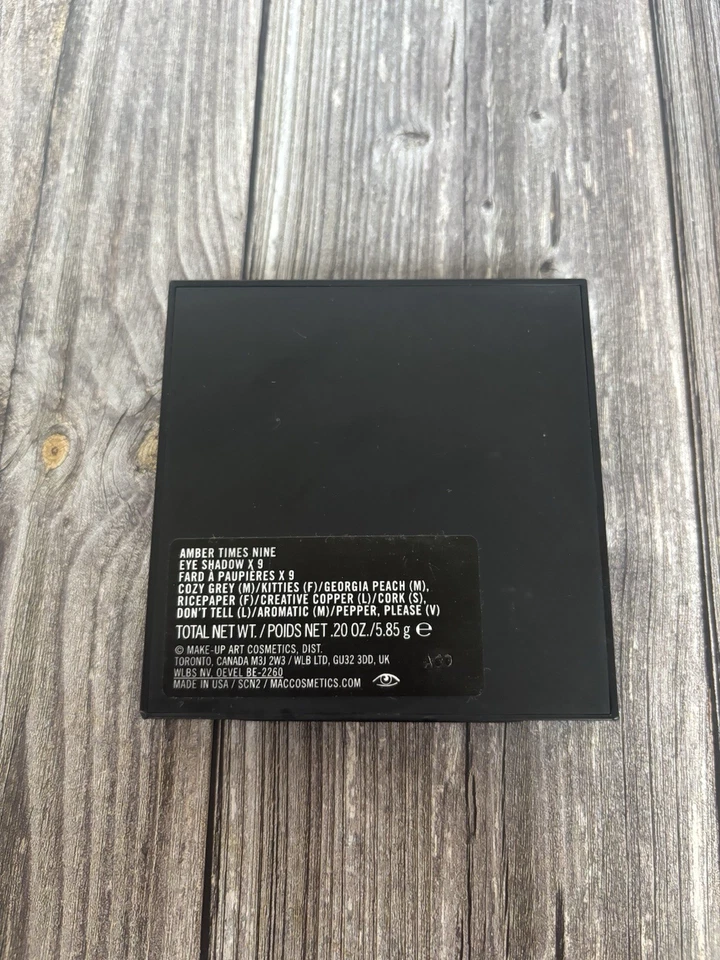 AMBER TIMES NINE
EYE SHADOW X 9
FARD À PAUPIÈRES X 9
COZY GREY (M)/KITTIES (F)/GEORGIA PEACH (M),
RICEPAPER (F)/CREATIVE COPPER (L)/CORK (S),
DON'T TELL (L)/AROMATIC (M)/PEPPER, PLEASE (V)
TOTAL NET WT. / POIDS NET .20 OZ./5.85 g ℮
© MAKE-UP ART COSMETICS, DIST.
TORONTO, CANADA M3J 2W3 / WLB LTD, GU32 3DD, UK
WLBS NV, OEVEL BE-2260
MADE IN USA / SCN2 / MACCOSMETICS.COM